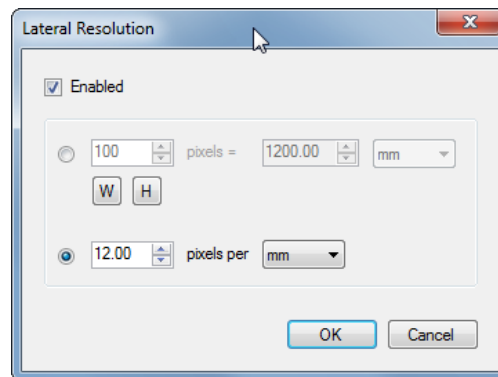 Lateral Resolution
Enabled
100 pixels = 1200.00 mm
W H
12.00 pixels per mm
OK Cancel